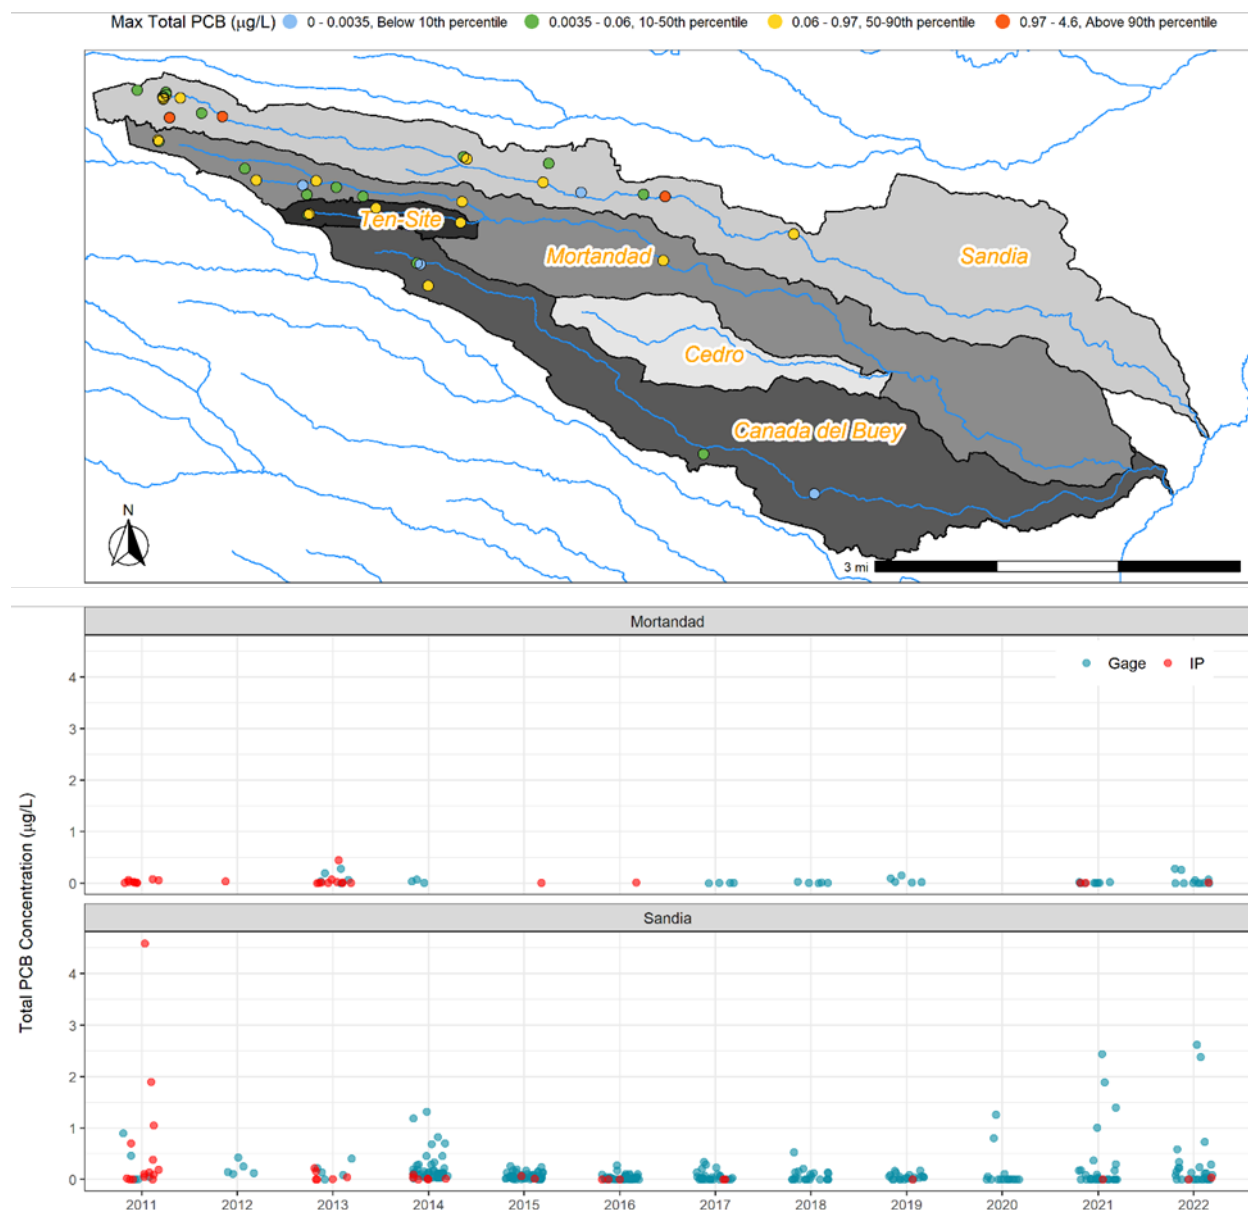 Max Total PCB (µg/L) 0 - 0.0035, Below 10th percentile 0.0035 - 0.06, 10-50th percentile 0.06 - 0.97, 50-90th percentile 0.97 - 4.6, Above 90th percentile
Ten-Site
Mortandad
Sandia
Cedro
Canada del Buey
N
3 mi
Mortandad
Gage IP
4
3
2
1
0
Sandia
Total PCB Concentration (µg/L)
4
3
2
1
0
2011 2012 2013 2014 2015 2016 2017 2018 2019 2020 2021 2022